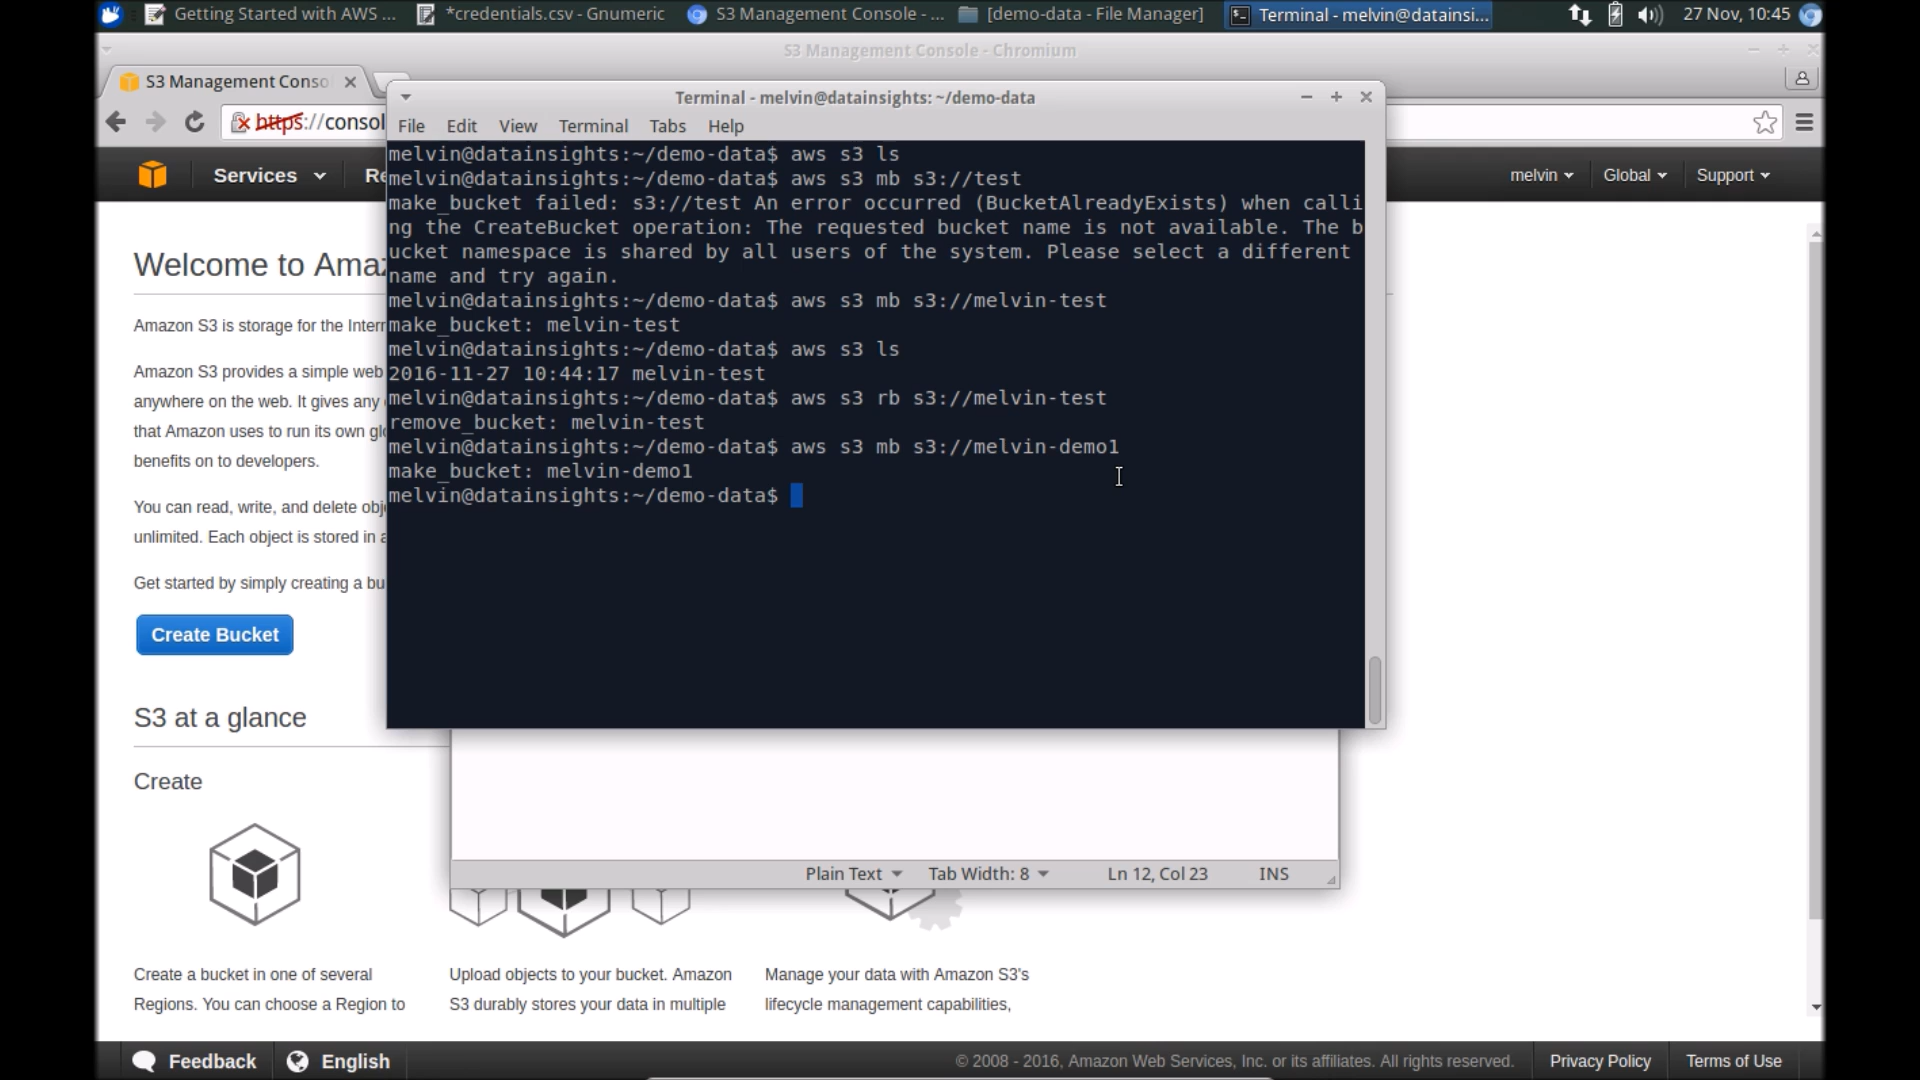 Getting Started with AWS ...
*credentials.csv - Gnumeric
S3 Management Console - ...
[demo-data - File Manager]
Terminal - melvin@datainsi...
27 Nov, 10:45
S3 Management Console - Chromium
S3 Management Conso
https://consol
Terminal - melvin@datainsights: ~/demo-data
File Edit View Terminal Tabs Help
Services
Re
melvin
Global
Support
melvin@datainsights:~/demo-data$ aws s3 ls
melvin@datainsights:~/demo-data$ aws s3 mb s3://test
make_bucket failed: s3://test An error occurred (BucketAlreadyExists) when calli
ng the CreateBucket operation: The requested bucket name is not available. The b
ucket namespace is shared by all users of the system. Please select a different
name and try again.
melvin@datainsights:~/demo-data$ aws s3 mb s3://melvin-test
make_bucket: melvin-test
melvin@datainsights:~/demo-data$ aws s3 ls
2016-11-27 10:44:17 melvin-test
melvin@datainsights:~/demo-data$ aws s3 rb s3://melvin-test
remove_bucket: melvin-test
melvin@datainsights:~/demo-data$ aws s3 mb s3://melvin-demo1
make_bucket: melvin-demo1
melvin@datainsights:~/demo-data$
Welcome to Amaz
Amazon S3 is storage for the Intern
Amazon S3 provides a simple web
anywhere on the web. It gives any
that Amazon uses to run its own glo
benefits on to developers.
You can read, write, and delete obje
unlimited. Each object is stored in a
Get started by simply creating a bu
Create Bucket
S3 at a glance
Create
Plain Text
Tab Width: 8
Ln 12, Col 23
INS
Create a bucket in one of several
Regions. You can choose a Region to
Upload objects to your bucket. Amazon
S3 durably stores your data in multiple
Manage your data with Amazon S3's
lifecycle management capabilities,
Feedback
English
© 2008 - 2016, Amazon Web Services, Inc. or its affiliates. All rights reserved.
Privacy Policy
Terms of Use